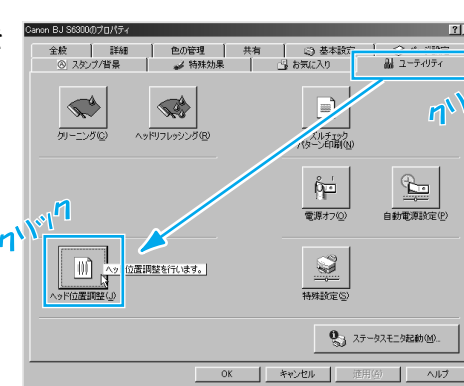 Canon BJ S6300のプロパティ
全般 詳細 色の管理 共有 基本設定
スタンプ/背景 特殊効果 お気に入り ユーティリティ
クリック
クリーニング(C) ヘッドリフレッシング(R) ズルチェック
パターン印刷(N)
電源オフ(O) 自動電源設定(P)
クリック
ヘッド位置調整を行います。
ヘッド位置調整(J) 特殊設定(S)
ステータスモニタ起動(M)...
OK キャンセル 適用(A) ヘルプ